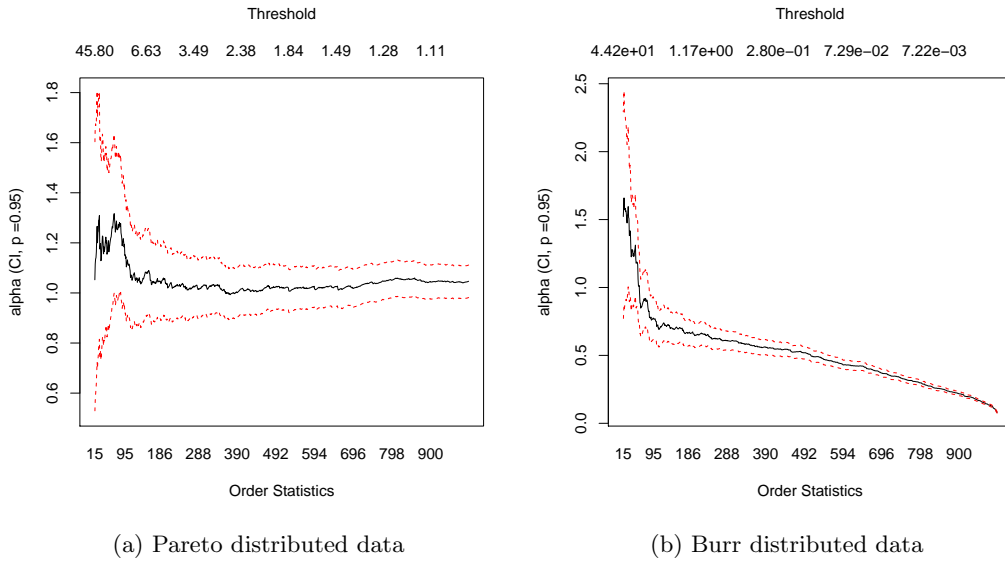 Threshold
45.80 6.63 3.49 2.38 1.84 1.49 1.28 1.11
alpha (CI, p =0.95)
1.8
1.6
1.4
1.2
1.0
0.8
0.6
15 95 186 288 390 492 594 696 798 900
Order Statistics
(a) Pareto distributed data
Threshold
4.42e+01 1.17e+00 2.80e−01 7.29e−02 7.22e−03
alpha (CI, p =0.95)
2.5
2.0
1.5
1.0
0.5
0.0
15 95 186 288 390 492 594 696 798 900
Order Statistics
(b) Burr distributed data